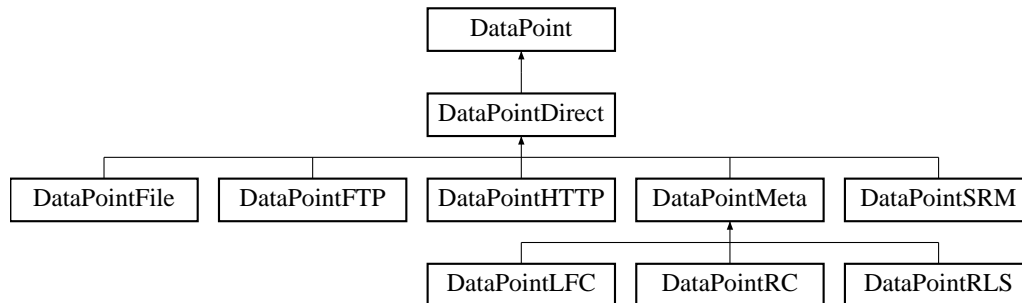 DataPoint
DataPointDirect
DataPointFile
DataPointFTP
DataPointHTTP
DataPointMeta
DataPointSRM
DataPointLFC
DataPointRC
DataPointRLS